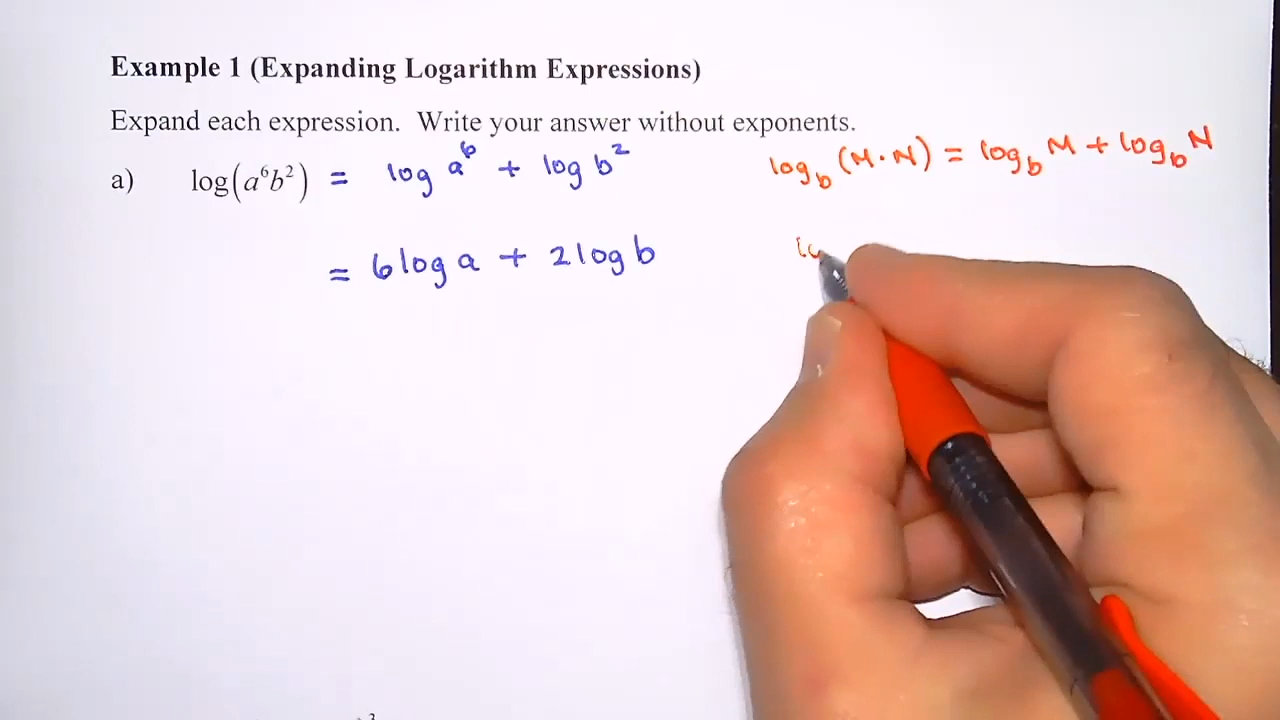 Example 1 (Expanding Logarithm Expressions)
Expand each expression. Write your answer without exponents.
a) log(a⁶b²) = log a⁶ + log b²
log_b (M·N) = log_b M + log_b N
= 6 log a + 2 log b